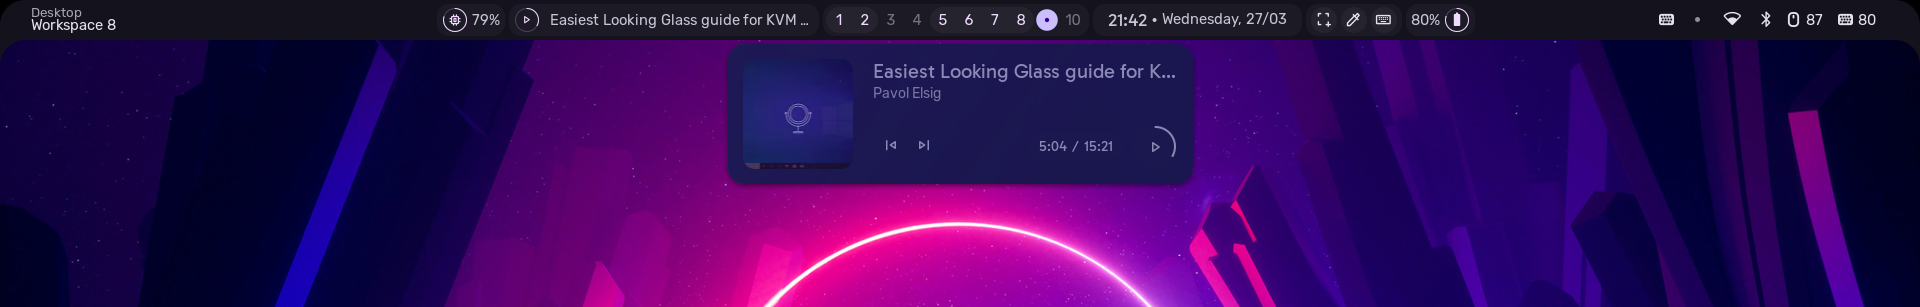 Desktop
Workspace 8
79%
Easiest Looking Glass guide for KVM ...
1 2 3 4 5 6 7 8 10
21:42 • Wednesday, 27/03
80%
87
80
Easiest Looking Glass guide for K...
Pavol Elsig
5:04 / 15:21